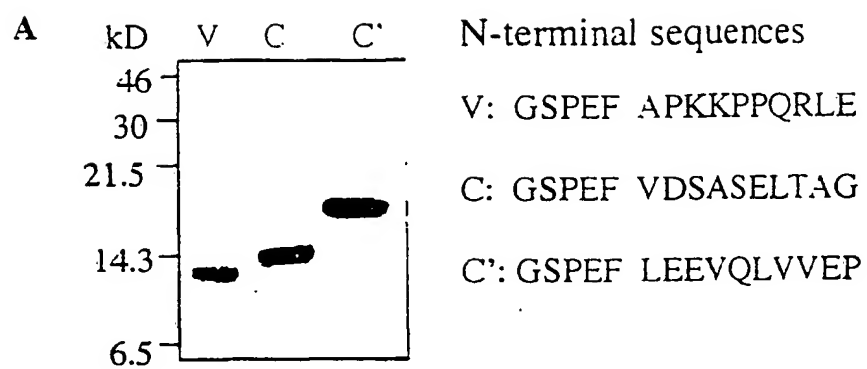 A
kD V C C' N-terminal sequences
46
30
21.5
14.3
6.5
V: GSPEF APKKPPQRLE
C: GSPEF VDSASELTAG
C': GSPEF LEEVQLVVEP